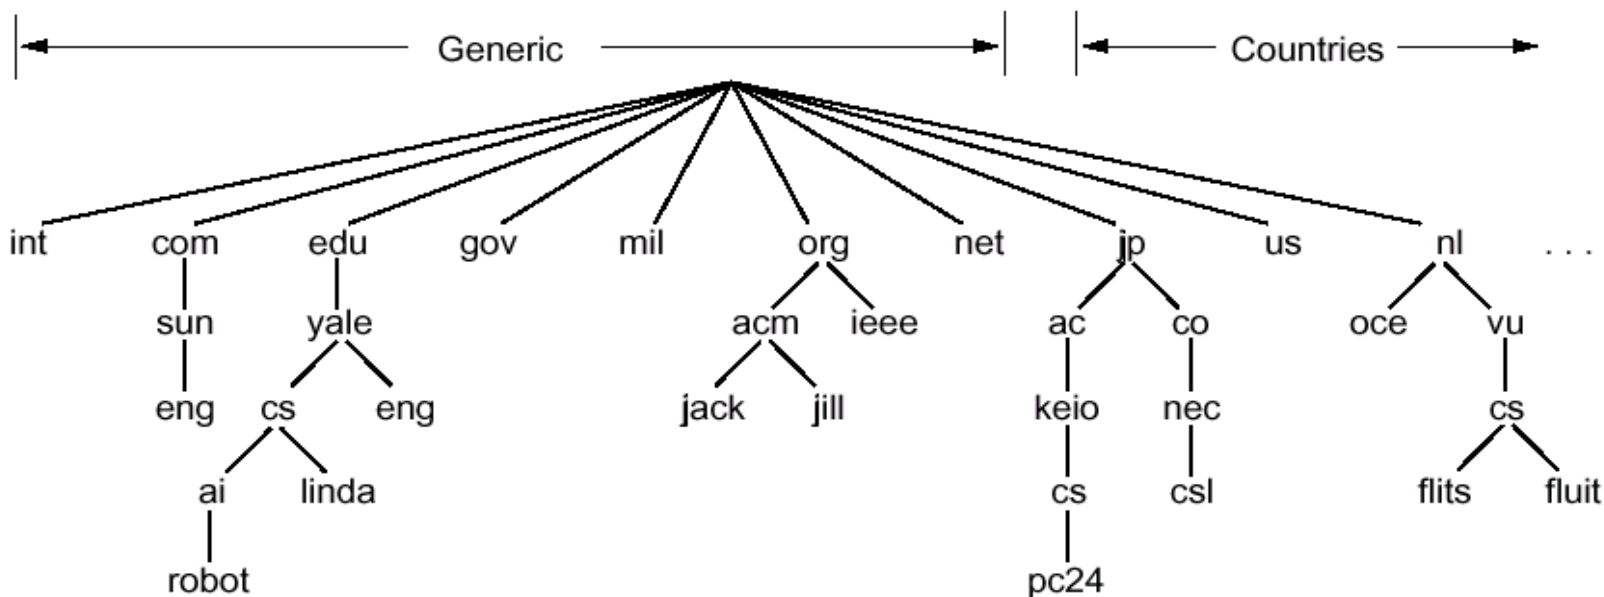 Generic Countries
int com edu gov mil org net jp us nl . . .
sun yale acm ieee ac co oce vu
eng cs eng jack jill keio nec cs
ai linda cs csl flits fluit
robot pc24